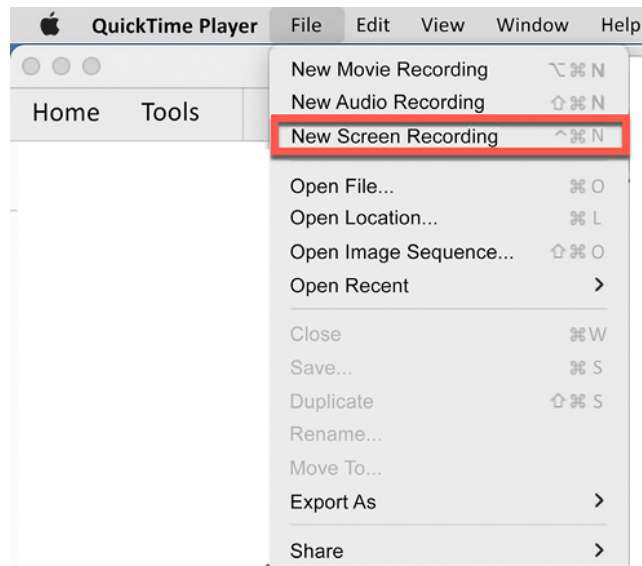 QuickTime Player File Edit View Window Help
Home Tools
New Movie Recording ⌥⌘N
New Audio Recording ⇧⌘N
New Screen Recording ^⌘N
Open File... ⌘O
Open Location... ⌘L
Open Image Sequence... ⇧⌘O
Open Recent >
Close ⌘W
Save... ⌘S
Duplicate ⇧⌘S
Rename...
Move To...
Export As >
Share >